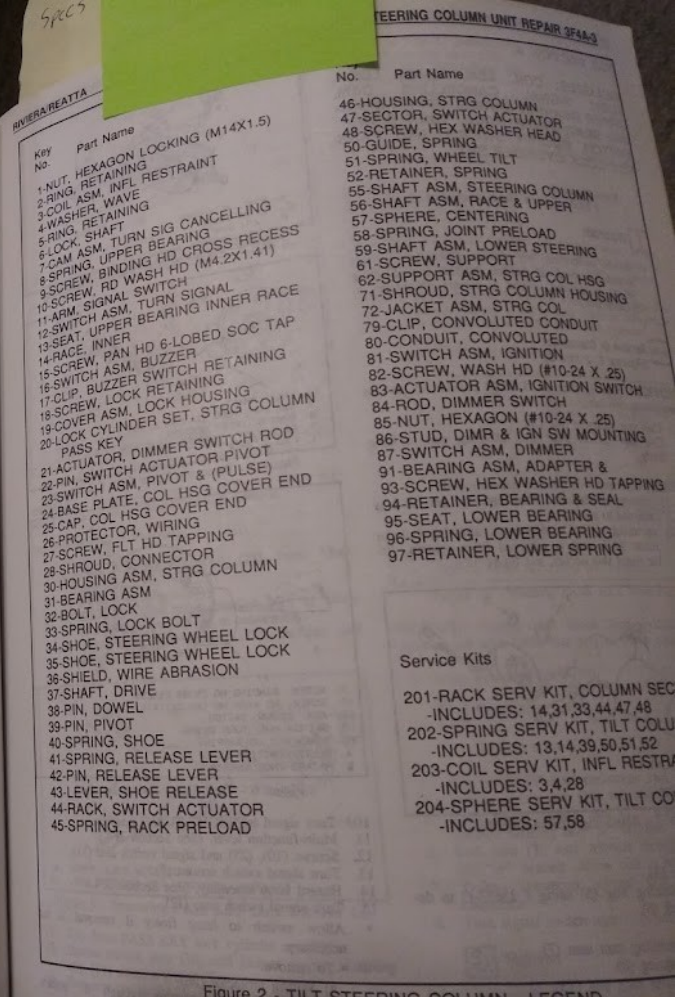 Specs
TEERING COLUMN UNIT REPAIR 3F4A-3
RIVIERA/REATTA
Key
No. Part Name
1-NUT, HEXAGON LOCKING (M14X1.5)
2-RING, RETAINING
3-COIL ASM, INFL RESTRAINT
4-WASHER, WAVE
5-RING, RETAINING
6-LOCK, SHAFT
7-CAM ASM, TURN SIG CANCELLING
8-SPRING, UPPER BEARING
9-SCREW, BINDING HD CROSS RECESS
10-SCREW, RD WASH HD (M4.2X1.41)
11-ARM, SIGNAL SWITCH
12-SWITCH ASM, TURN SIGNAL
13-SEAT, UPPER BEARING INNER RACE
14-RACE, INNER
15-SCREW, PAN HD 6-LOBED SOC TAP
16-SWITCH ASM, BUZZER
17-CLIP, BUZZER SWITCH RETAINING
18-SCREW, LOCK RETAINING
19-COVER ASM, LOCK HOUSING
20-LOCK CYLINDER SET, STRG COLUMN
PASS KEY
21-ACTUATOR, DIMMER SWITCH ROD
22-PIN, SWITCH ACTUATOR PIVOT
23-SWITCH ASM, PIVOT & (PULSE)
24-BASE PLATE, COL HSG COVER END
25-CAP, COL HSG COVER END
26-PROTECTOR, WIRING
27-SCREW, FLT HD TAPPING
28-SHROUD, CONNECTOR
30-HOUSING ASM, STRG COLUMN
31-BEARING ASM
32-BOLT, LOCK
33-SPRING, LOCK BOLT
34-SHOE, STEERING WHEEL LOCK
35-SHOE, STEERING WHEEL LOCK
36-SHIELD, WIRE ABRASION
37-SHAFT, DRIVE
38-PIN, DOWEL
39-PIN, PIVOT
40-SPRING, SHOE
41-SPRING, RELEASE LEVER
42-PIN, RELEASE LEVER
43-LEVER, SHOE RELEASE
44-RACK, SWITCH ACTUATOR
45-SPRING, RACK PRELOAD
No. Part Name
46-HOUSING, STRG COLUMN
47-SECTOR, SWITCH ACTUATOR
48-SCREW, HEX WASHER HEAD
50-GUIDE, SPRING
51-SPRING, WHEEL TILT
52-RETAINER, SPRING
55-SHAFT ASM, STEERING COLUMN
56-SHAFT ASM, RACE & UPPER
57-SPHERE, CENTERING
58-SPRING, JOINT PRELOAD
59-SHAFT ASM, LOWER STEERING
61-SCREW, SUPPORT
62-SUPPORT ASM, STRG COL HSG
71-SHROUD, STRG COLUMN HOUSING
72-JACKET ASM, STRG COL
79-CLIP, CONVOLUTED CONDUIT
80-CONDUIT, CONVOLUTED
81-SWITCH ASM, IGNITION
82-SCREW, WASH HD (#10-24 X .25)
83-ACTUATOR ASM, IGNITION SWITCH
84-ROD, DIMMER SWITCH
85-NUT, HEXAGON (#10-24 X .25)
86-STUD, DIMR & IGN SW MOUNTING
87-SWITCH ASM, DIMMER
91-BEARING ASM, ADAPTER &
93-SCREW, HEX WASHER HD TAPPING
94-RETAINER, BEARING & SEAL
95-SEAT, LOWER BEARING
96-SPRING, LOWER BEARING
97-RETAINER, LOWER SPRING
Service Kits
201-RACK SERV KIT, COLUMN SEC
-INCLUDES: 14,31,33,44,47,48
202-SPRING SERV KIT, TILT COLU
-INCLUDES: 13,14,39,50,51,52
203-COIL SERV KIT, INFL RESTRA
-INCLUDES: 3,4,28
204-SPHERE SERV KIT, TILT CO
-INCLUDES: 57,58
Figure 2 - TILT STEERING COLUMN - LEGEND